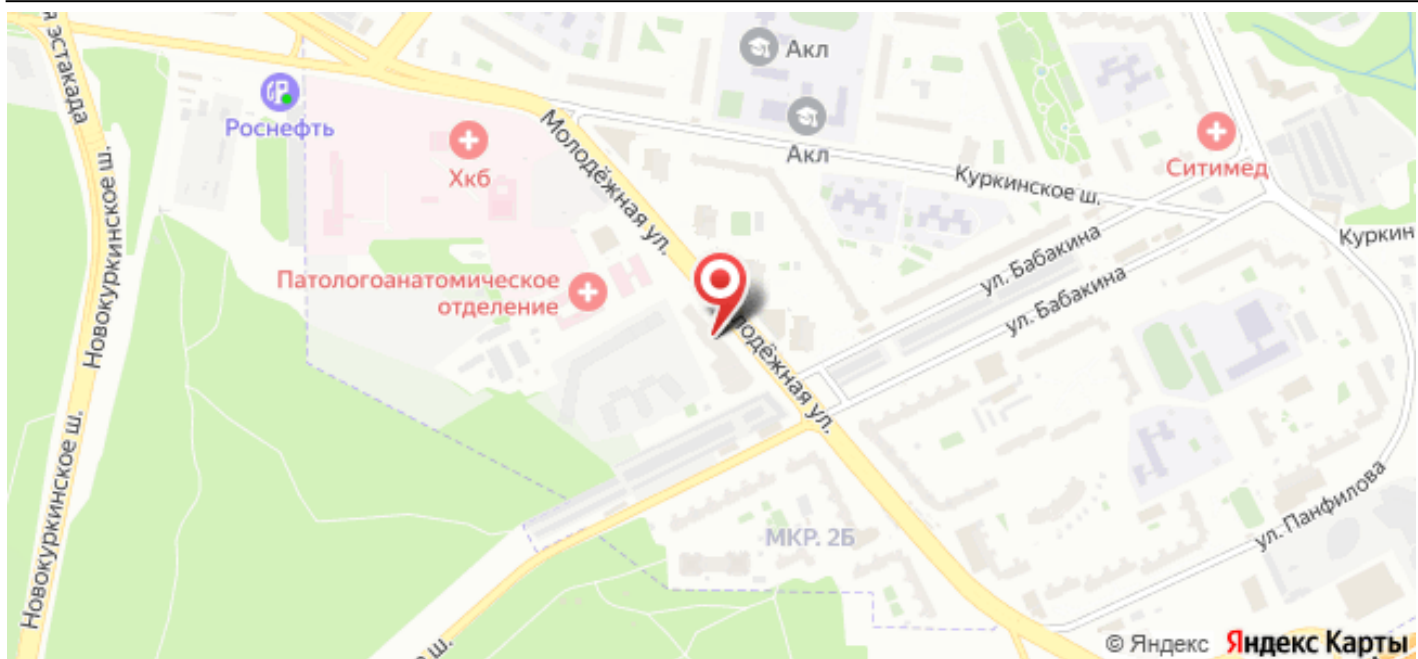 я эстакада
Акл
Роснефть
Молодёжная ул.
Хкб
Акл
Ситимед
Куркинское ш.
Новокуркинское ш.
Куркин
ул. Бабакина
Патологоанатомическое
отделение
ул. Бабакина
лодёжная ул.
Новокуркинское ш.
МКР. 2Б
ул. Панфилова
е ш.
© Яндекс Яндекс Карты